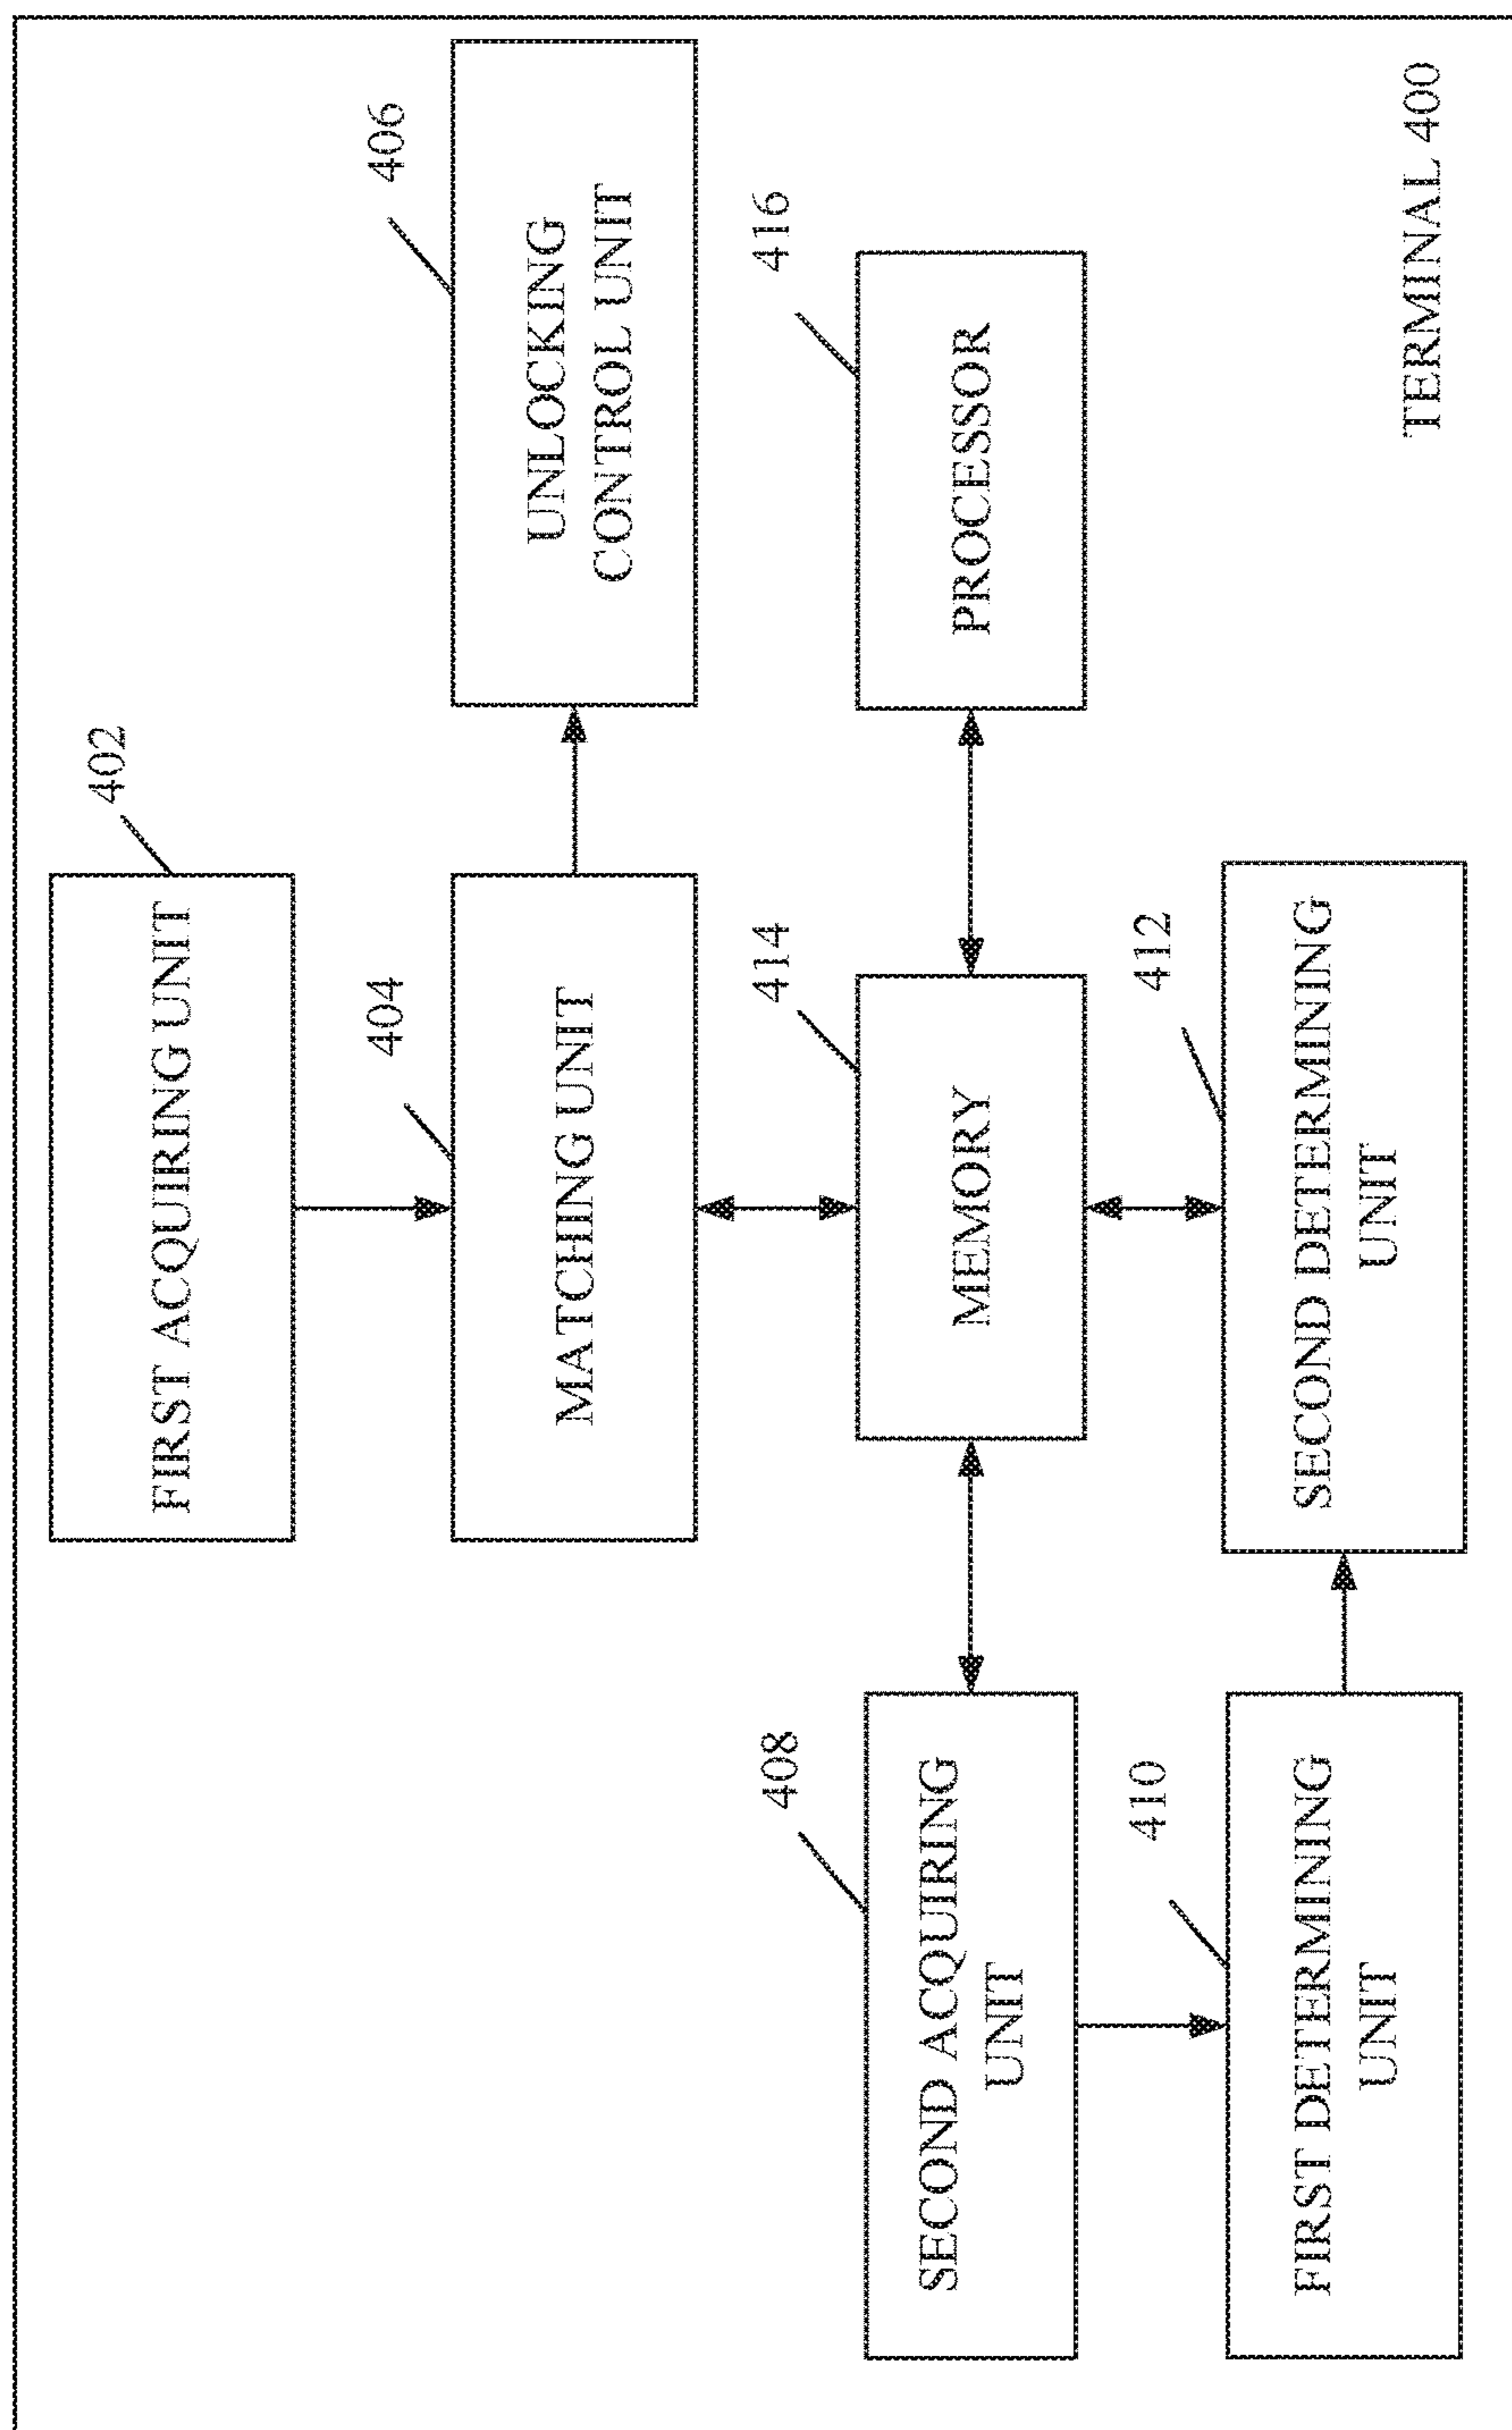 402
FIRST ACQUIRING UNIT
404
MATCHING UNIT
406
UNLOCKING
CONTROL UNIT
408
SECOND ACQUIRING
UNIT
414
MEMORY
416
PROCESSOR
410
FIRST DETERMINING
UNIT
412
SECOND DETERMINING
UNIT
TERMINAL 400